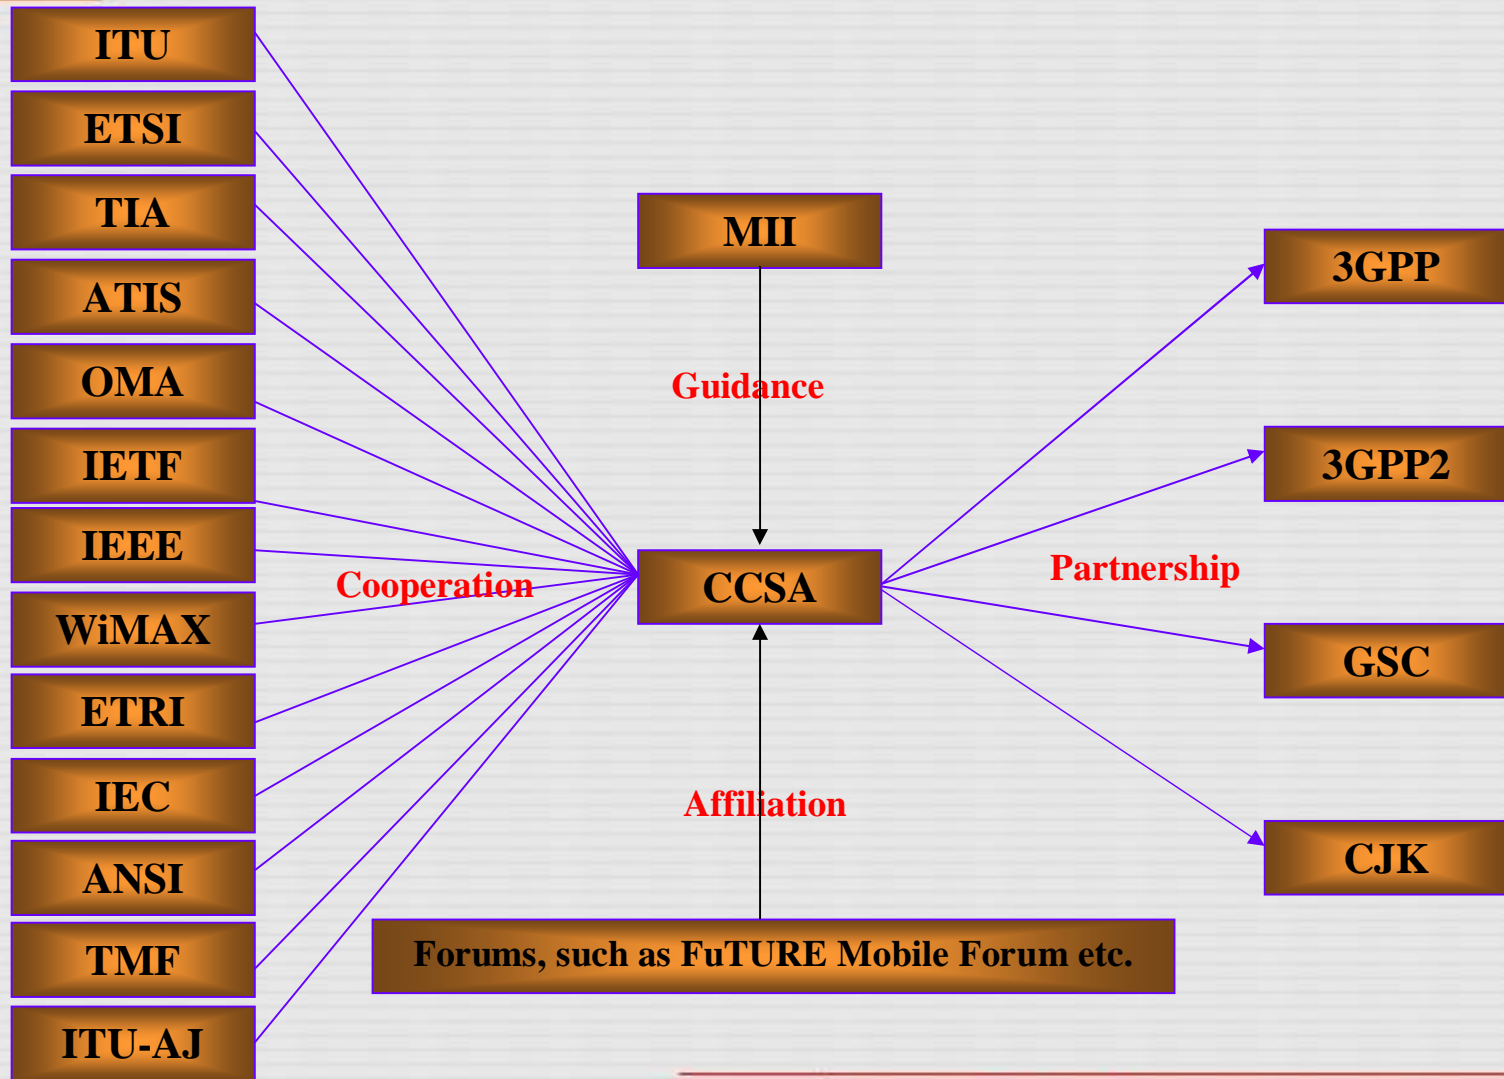 ITU
ETSI
TIA
ATIS
OMA
IETF
IEEE
WiMAX
ETRI
IEC
ANSI
TMF
ITU-AJ
Cooperation
MII
Guidance
CCSA
Affiliation
Forums, such as FuTURE Mobile Forum etc.
Partnership
3GPP
3GPP2
GSC
CJK